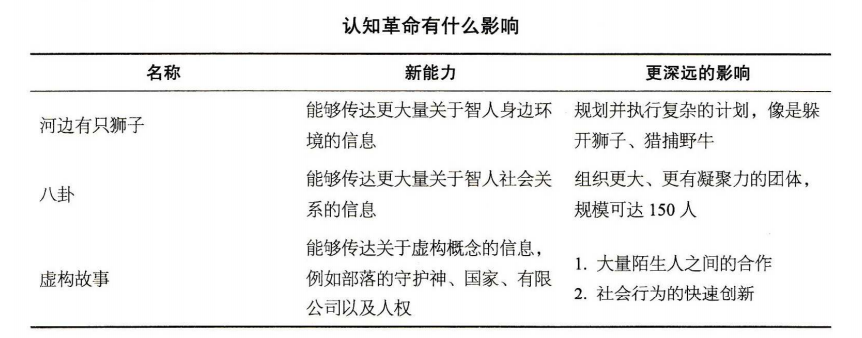 认知革命有什么影响
名称 新能力 更深远的影响
河边有只狮子
能够传达更大量关于智人身边环
境的信息
规划并执行复杂的计划，像是躲
开狮子、猎捕野牛
八卦
能够传达更大量关于智人社会关
系的信息
组织更大、更有凝聚力的团体，
规模可达 150 人
虚构故事
能够传达关于虚构概念的信息，
例如部落的守护神、国家、有限
公司以及人权
1. 大量陌生人之间的合作
2. 社会行为的快速创新